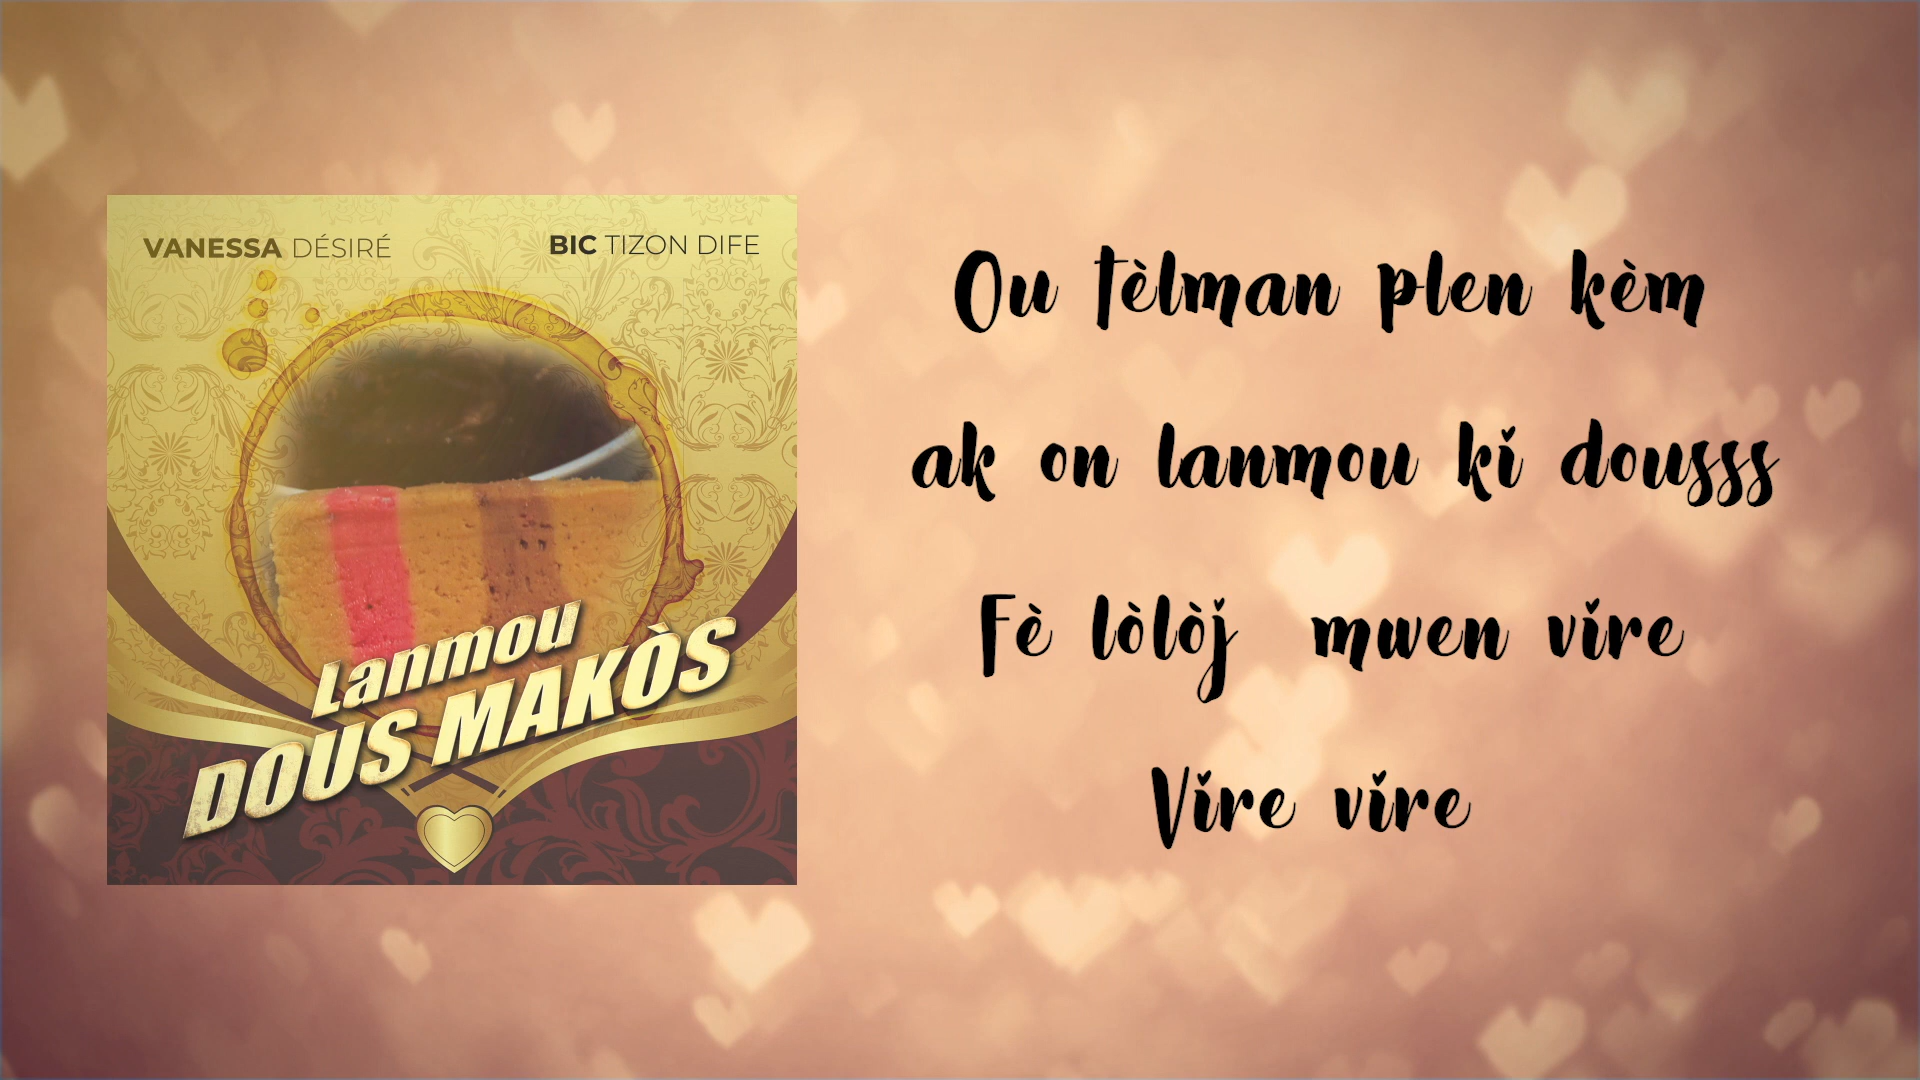 VANESSA DÉSIRÉ
BIC TIZON DIFE
Lanmou
DOUS MAKÒS
Ou tèlman plen kèm
ak on lanmou ki dousss
Fè lòlòj mwen vire
Vire vire